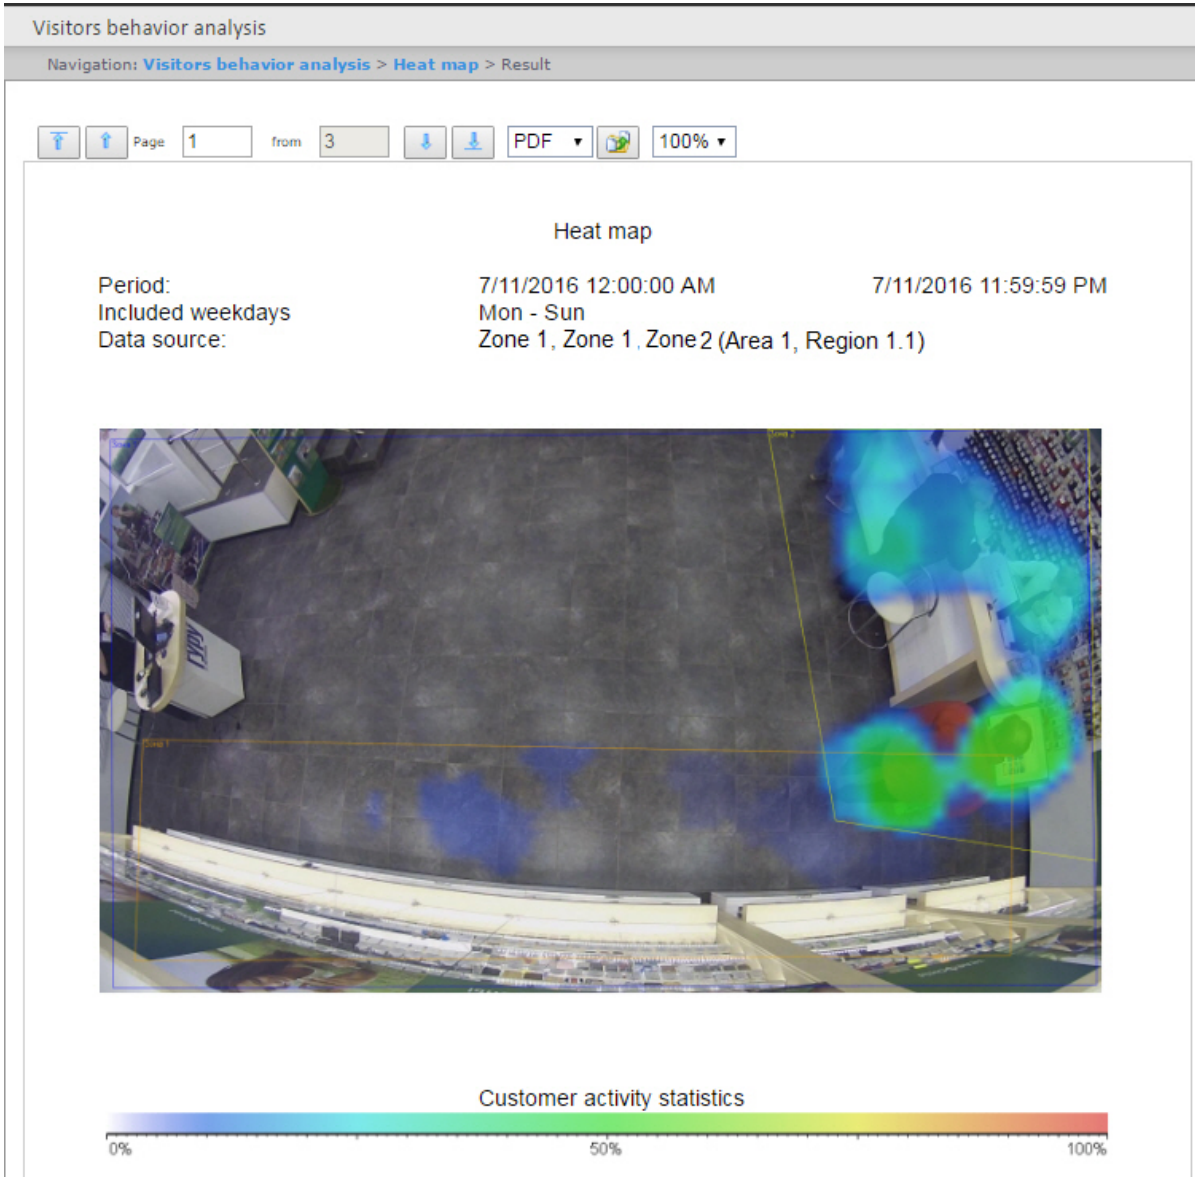 Visitors behavior analysis
Navigation: Visitors behavior analysis > Heat map > Result
Page 1 from 3 PDF 100%
Heat map
Period: 7/11/2016 12:00:00 AM 7/11/2016 11:59:59 PM
Included weekdays Mon - Sun
Data source: Zone 1, Zone 1, Zone 2 (Area 1, Region 1.1)
Customer activity statistics
0% 50% 100%